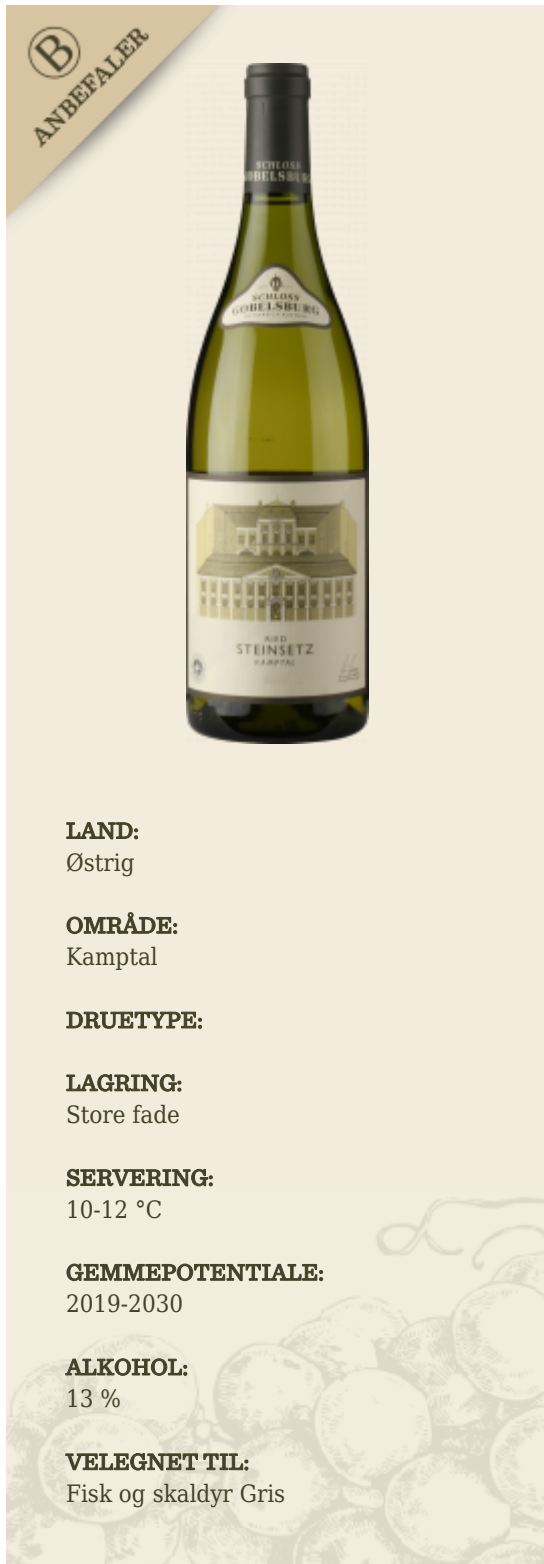 B
ANBEFALER
SCHLOSS
GOBELSBURG
SCHLOSS
GOBELSBURG
RIED
STEINSETZ
KAMPTAL
LAND:
Østrig
OMRÅDE:
Kamptal
DRUETYPE:
LAGRING:
Store fade
SERVERING:
10-12 °C
GEMMEPOTENTIALE:
2019-2030
ALKOHOL:
13 %
VELEGNET TIL:
Fisk og skaldyr Gris